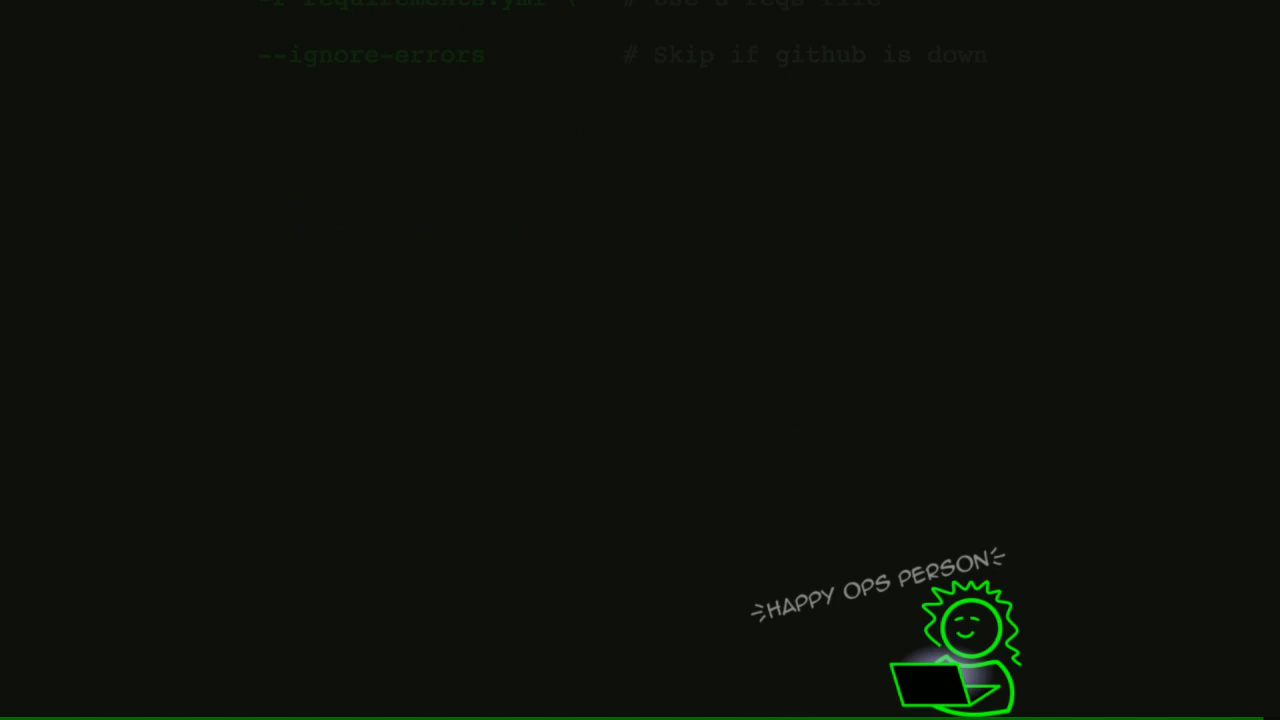 -r requirements.yml \ # Use a reqs file
--ignore-errors # Skip if github is down
HAPPY OPS PERSON